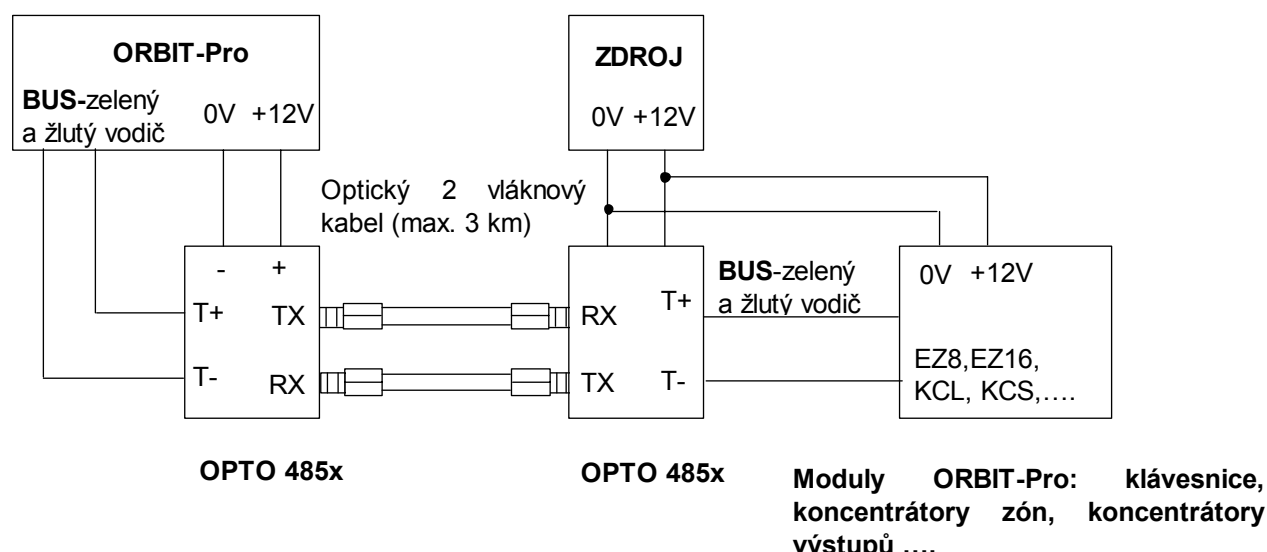 ORBIT-Pro
BUS-zelený
a žlutý vodič
0V +12V
ZDROJ
0V +12V
Optický 2 vláknový
kabel (max. 3 km)
- +
T+ TX
T- RX
RX T+
TX T-
BUS-zelený
a žlutý vodič
0V +12V
EZ8,EZ16,
KCL, KCS,….
OPTO 485x
OPTO 485x
Moduly ORBIT-Pro: klávesnice,
koncentrátory zón, koncentrátory
výstupů ….